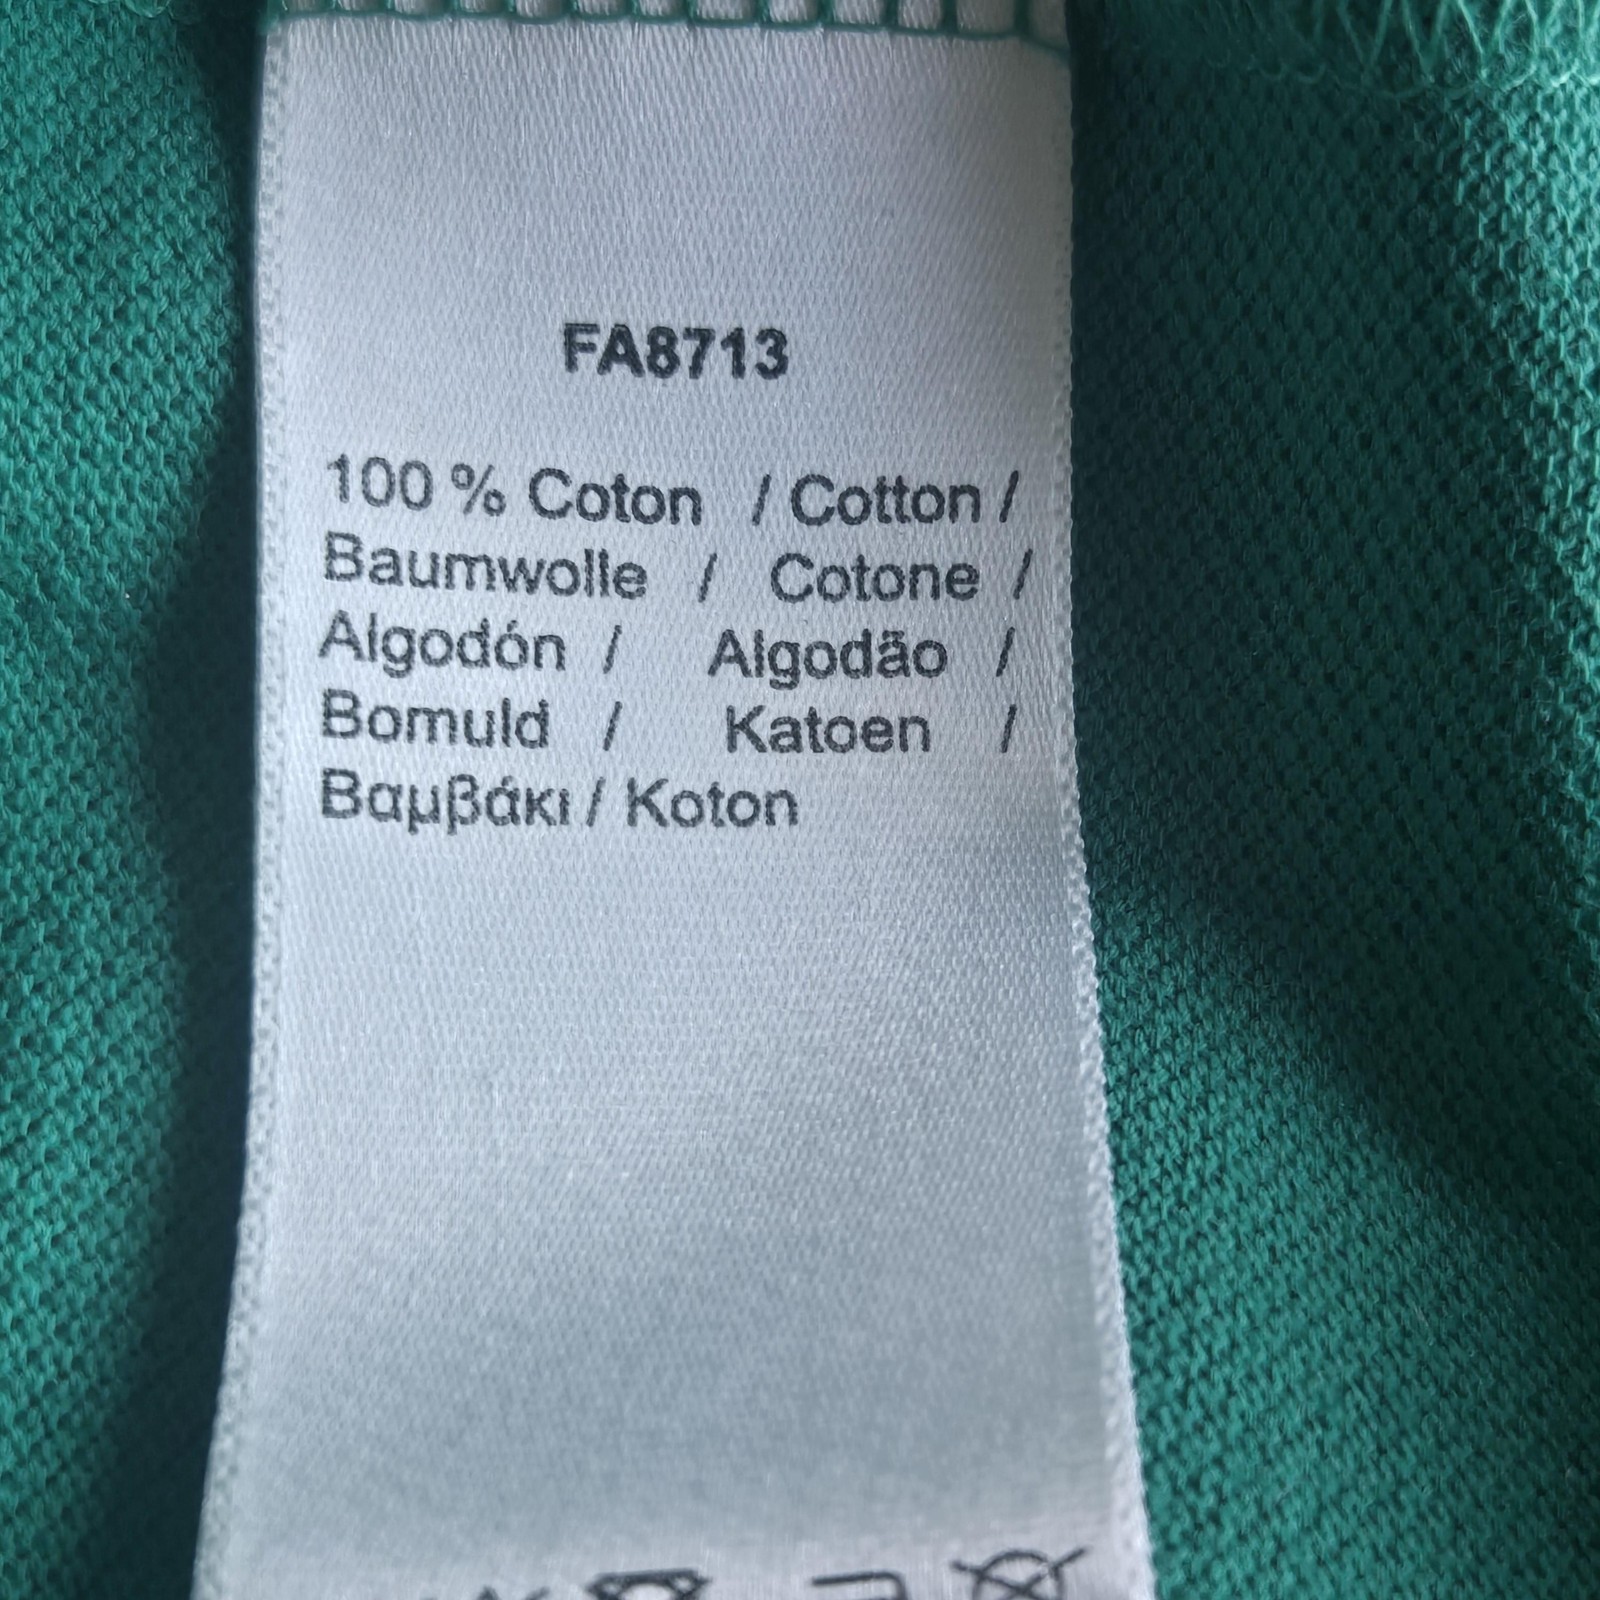 FA8713
100 % Coton / Cotton /
Baumwolle / Cotone /
Algodón / Algodão /
Bomuld / Katoen /
Βαμβάκι / Koton